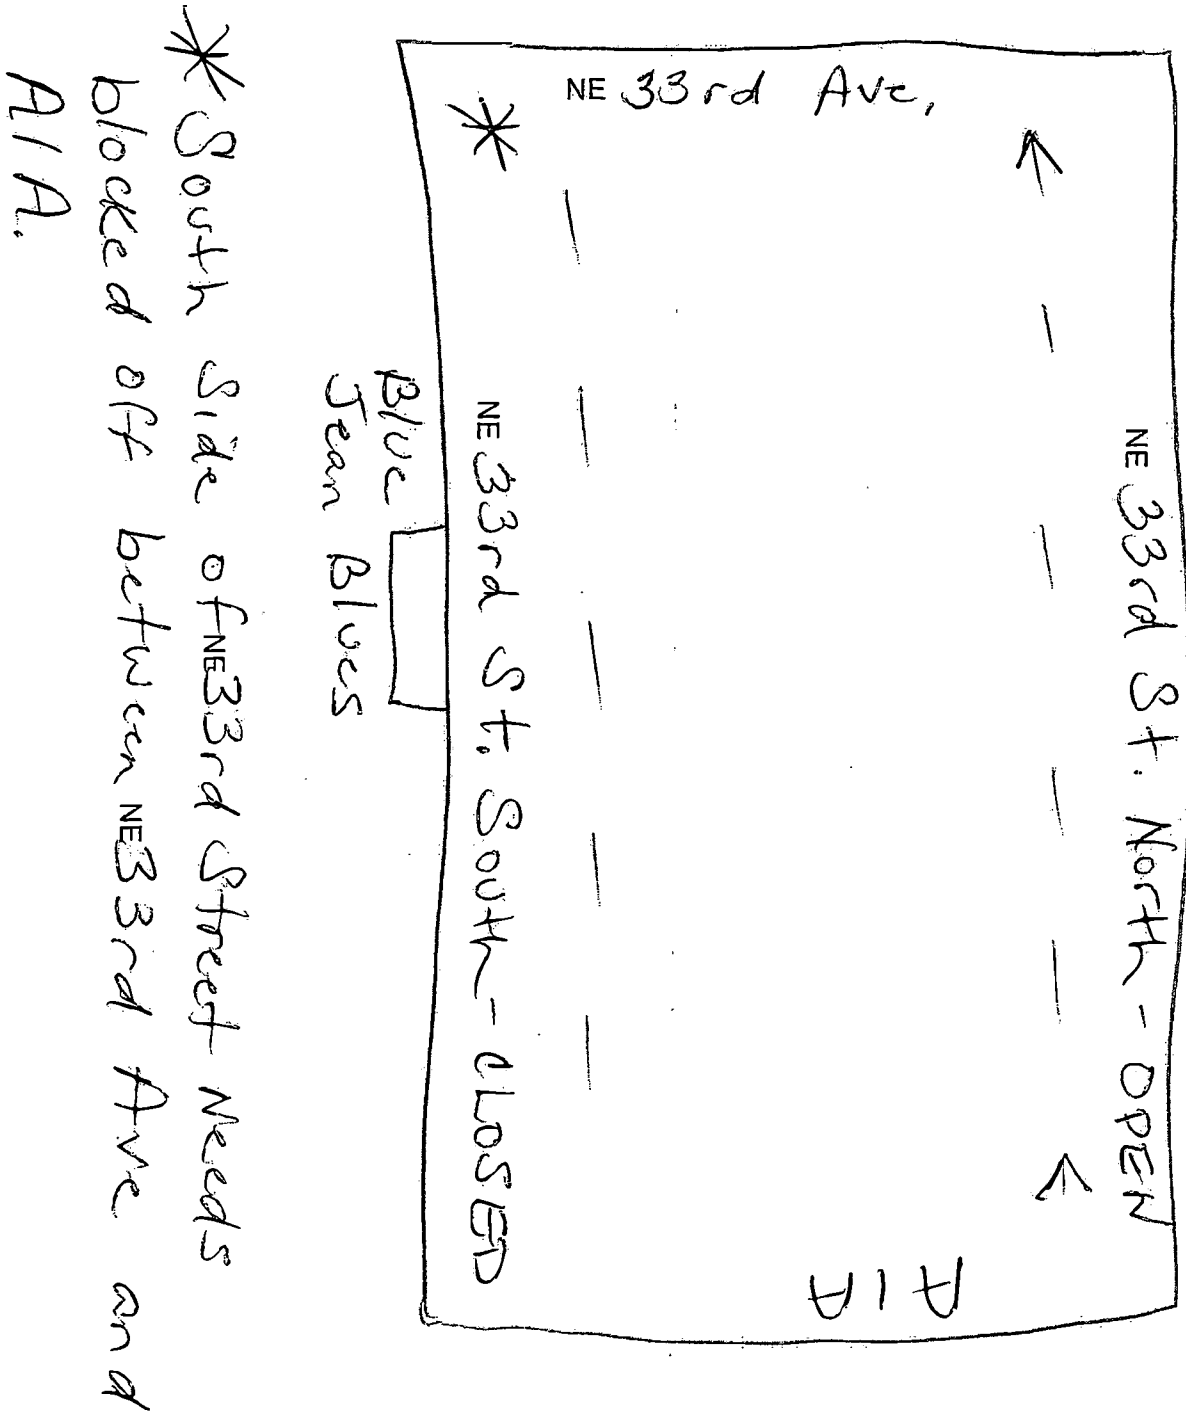 NE 33rd Ave.
NE 33rd St. North - OPEN
NE 33rd St. South - CLOSED
A1A
Blue
Jean Blues
* South Side of NE 33rd Street Needs
blocked off between NE 33rd Ave and
A1A.